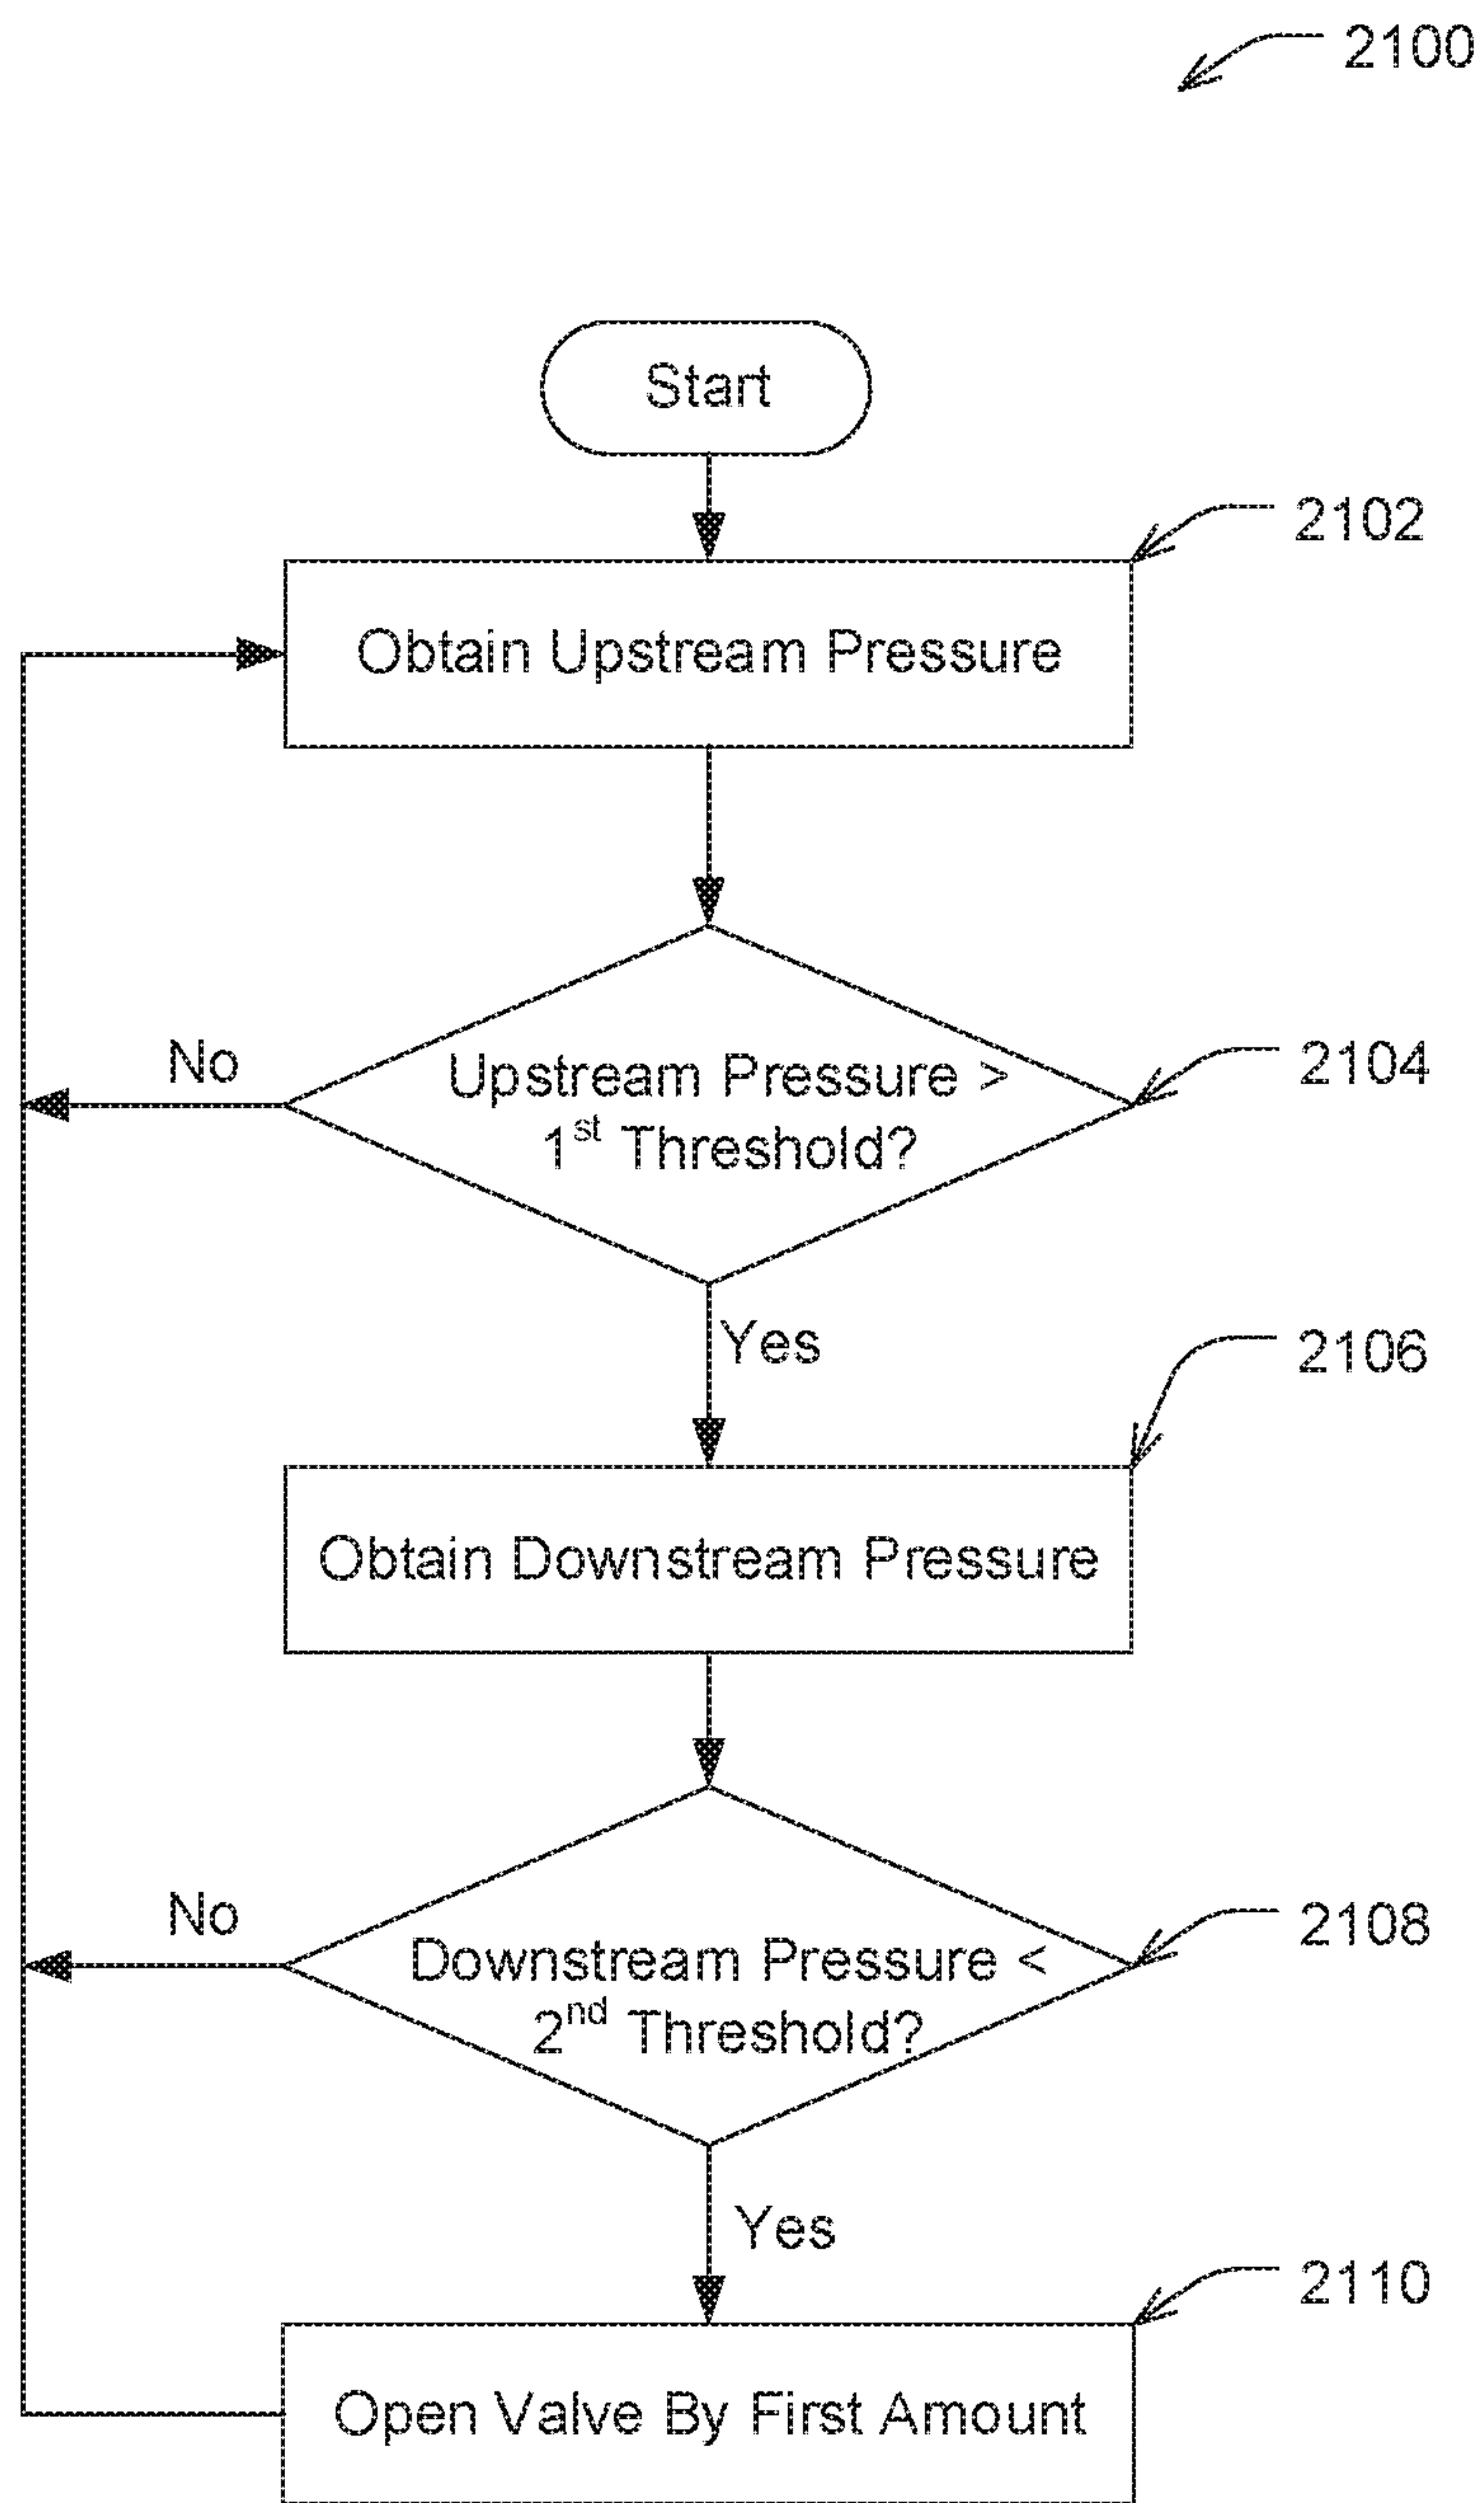 2100
Start
2102
Obtain Upstream Pressure
No
Upstream Pressure >
1st Threshold?
2104
Yes
2106
Obtain Downstream Pressure
No
Downstream Pressure <
2nd Threshold?
2108
Yes
2110
Open Valve By First Amount